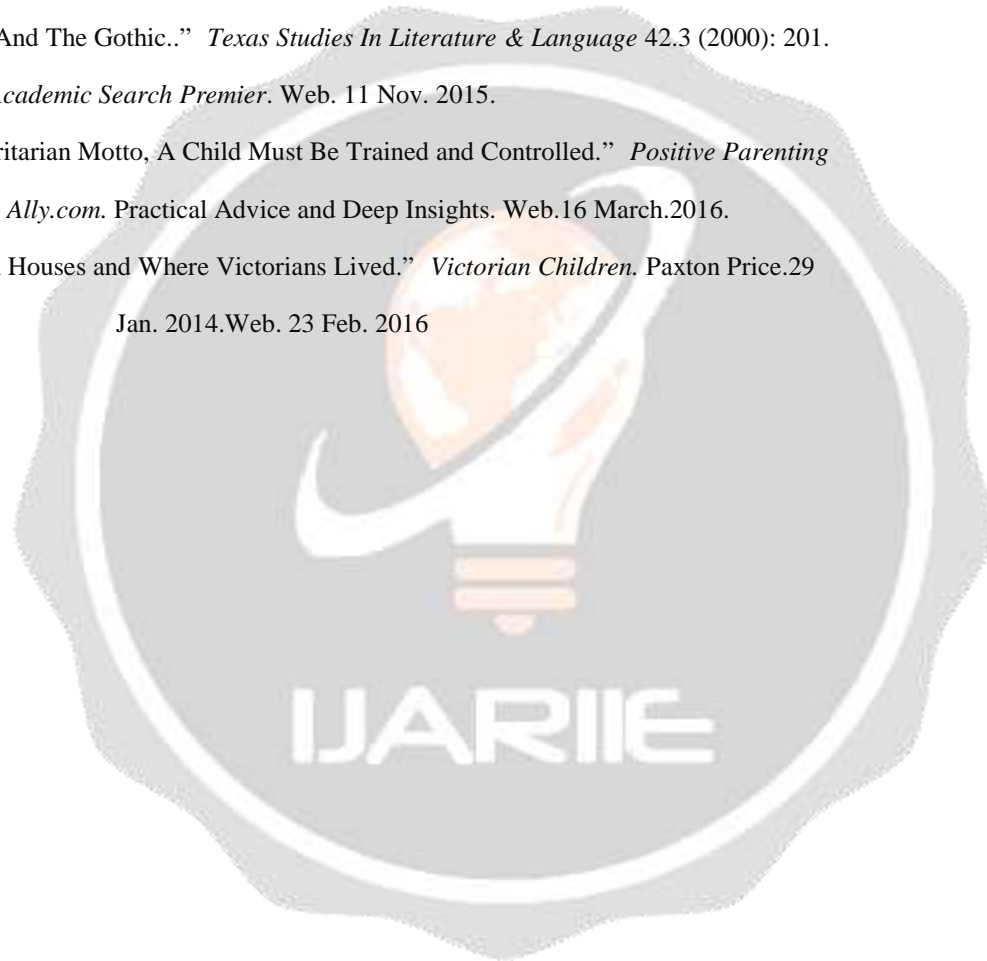 And The Gothic..” Texas Studies In Literature & Language 42.3 (2000): 201.
Academic Search Premier. Web. 11 Nov. 2015.
ritarian Motto, A Child Must Be Trained and Controlled.” Positive Parenting
Ally.com. Practical Advice and Deep Insights. Web.16 March.2016.
Houses and Where Victorians Lived.” Victorian Children. Paxton Price.29
Jan. 2014.Web. 23 Feb. 2016
IJARIIE